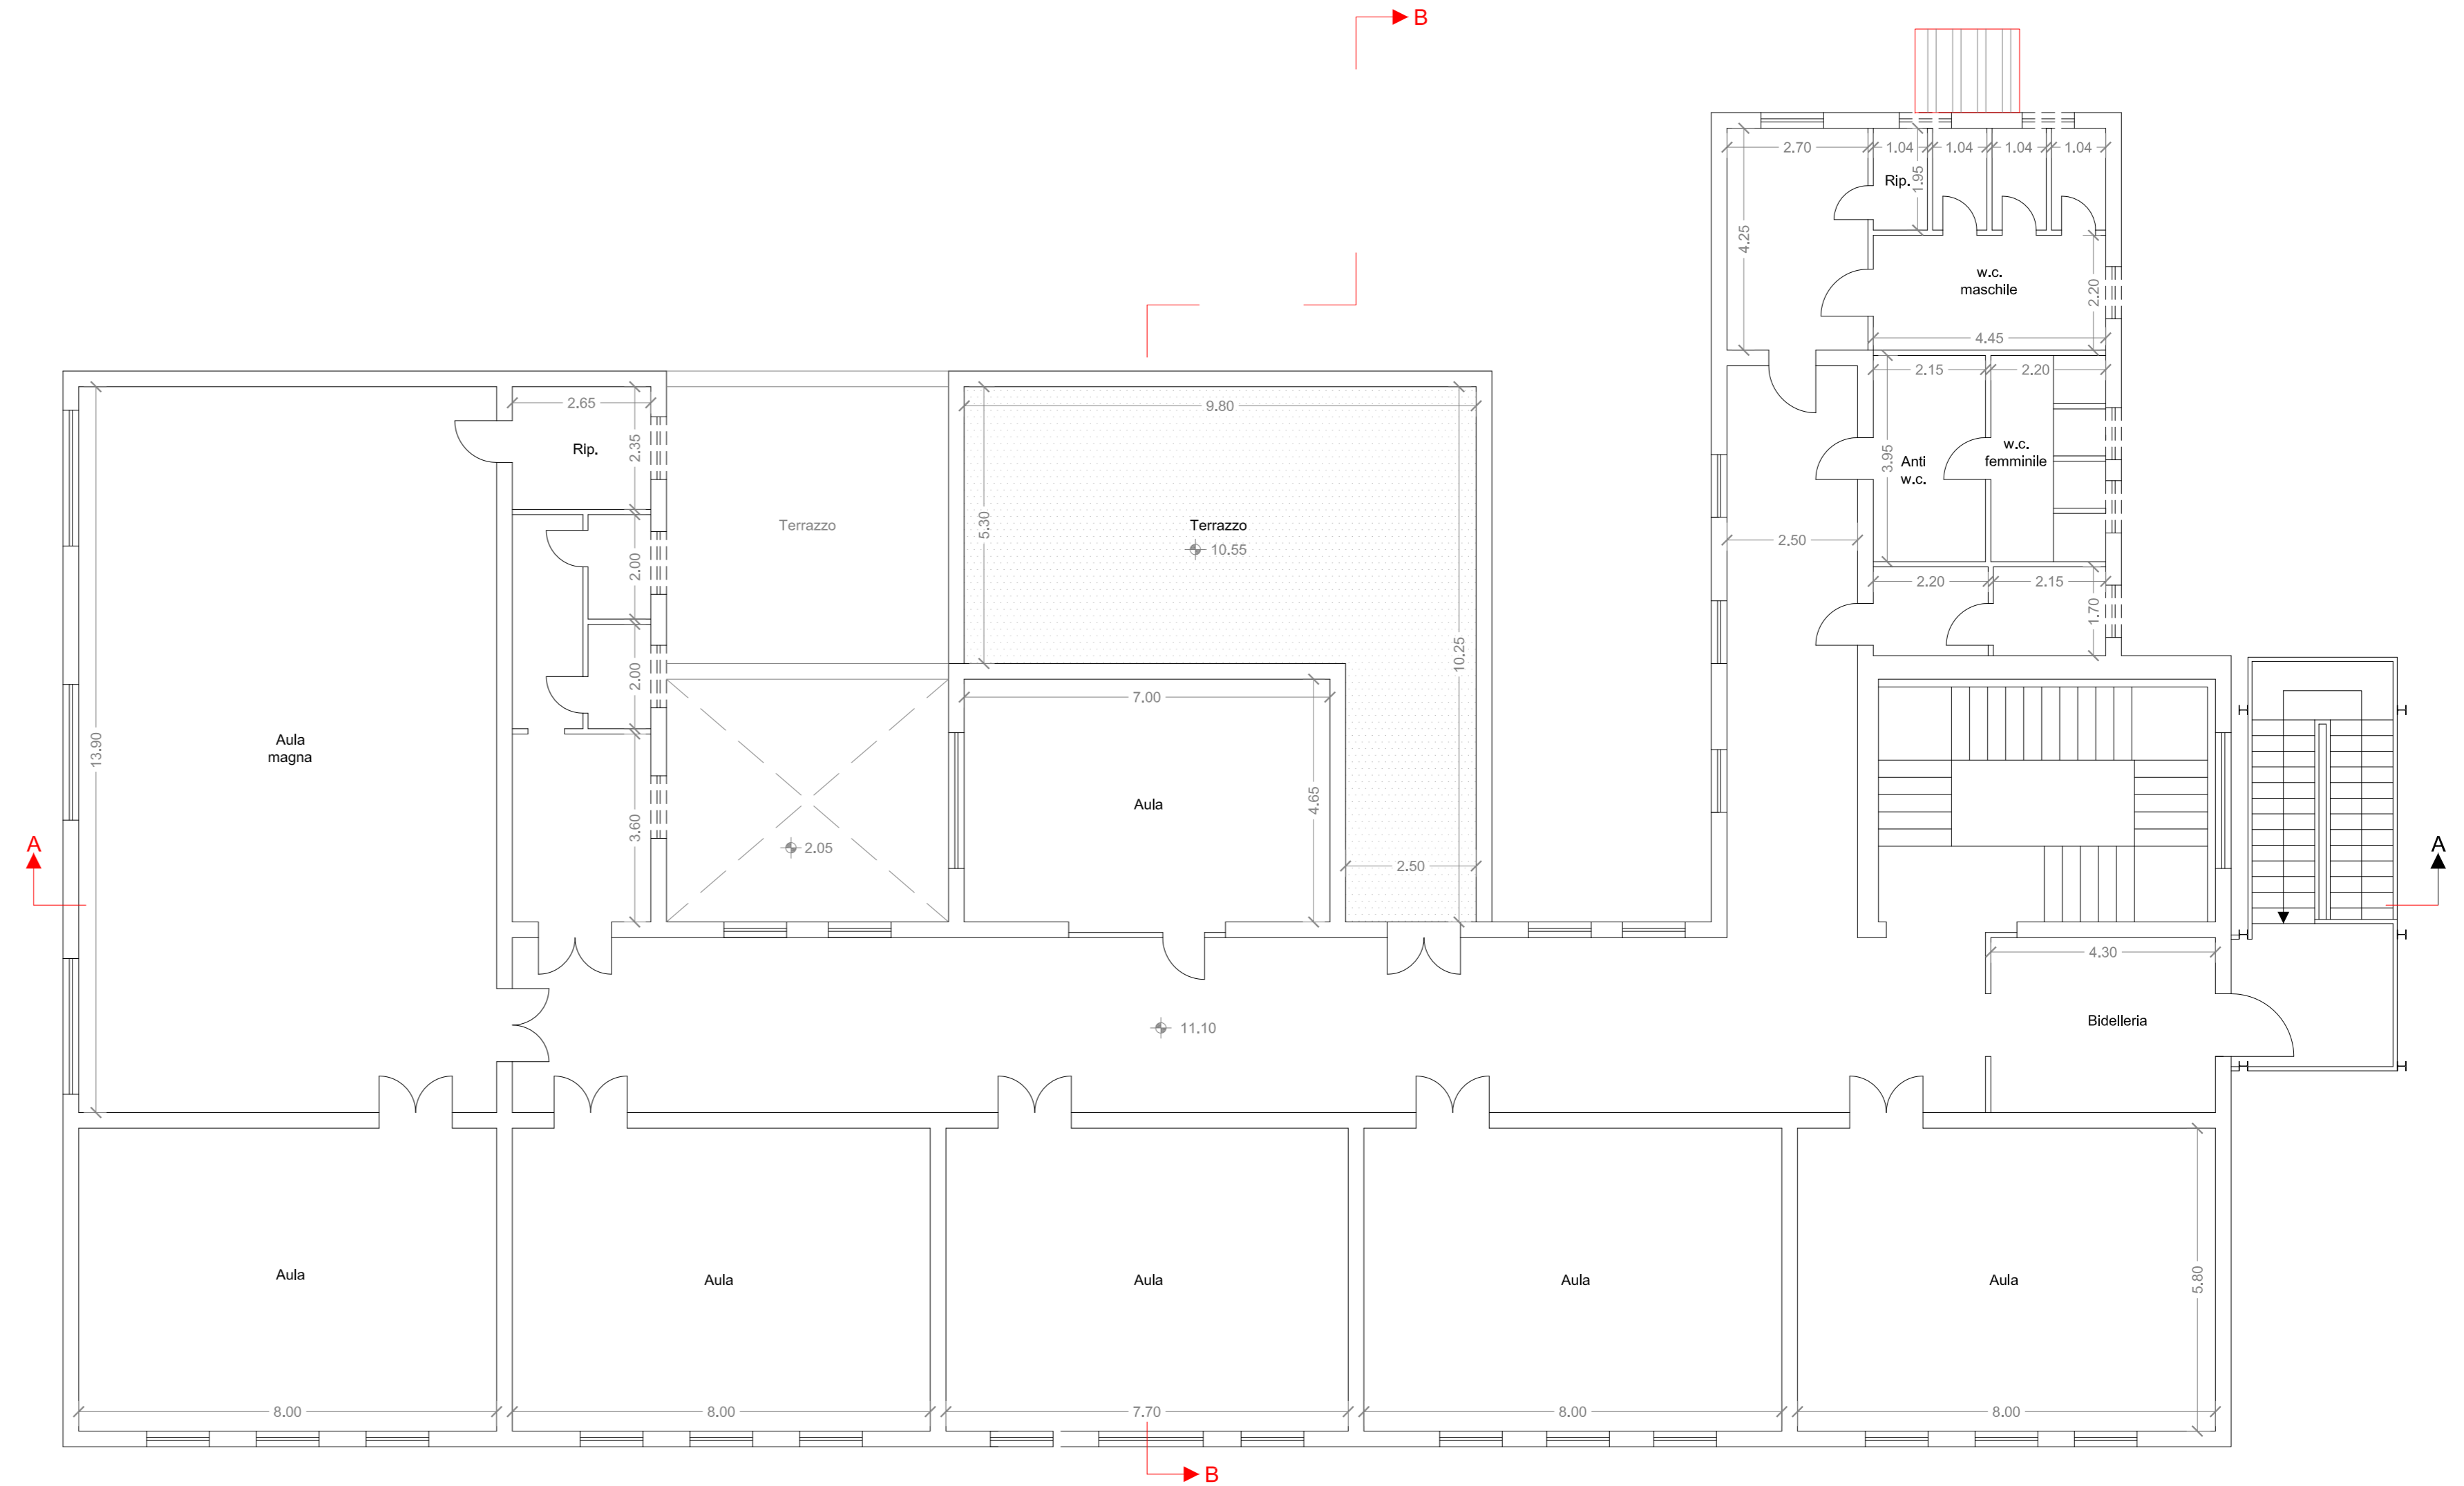 B
2.70
1.04
1.04
1.04
1.04
Rip.
1.95
4.25
w.c.
maschile
2.20
4.45
2.15
2.20
2.65
9.80
Rip.
2.35
w.c.
femminile
Anti
w.c.
3.95
5.30
Terrazzo
Terrazzo
10.55
2.50
2.00
2.20
2.15
1.70
10.25
2.00
7.00
Aula
magna
13.90
Aula
4.65
3.60
2.05
A
A
2.50
4.30
11.10
Bidelleria
Aula
Aula
Aula
Aula
Aula
5.80
8.00
8.00
7.70
8.00
8.00
B